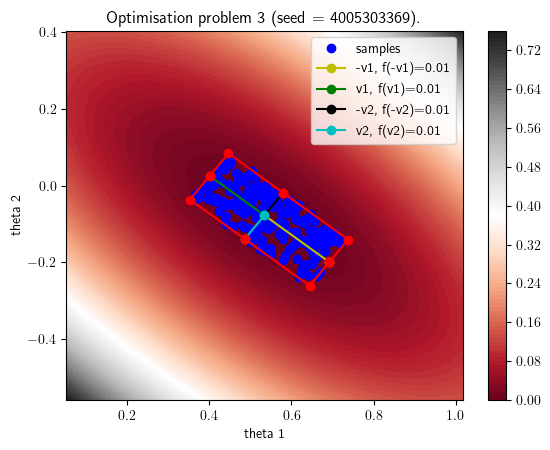 Optimisation problem 3 (seed = 4005303369).
samples
-v1, f(-v1)=0.01
v1, f(v1)=0.01
-v2, f(-v2)=0.01
v2, f(v2)=0.01
0.4
0.2
0.0
−0.2
−0.4
theta 2
0.2
0.4
0.6
0.8
1.0
theta 1
0.72
0.64
0.56
0.48
0.40
0.32
0.24
0.16
0.08
0.00